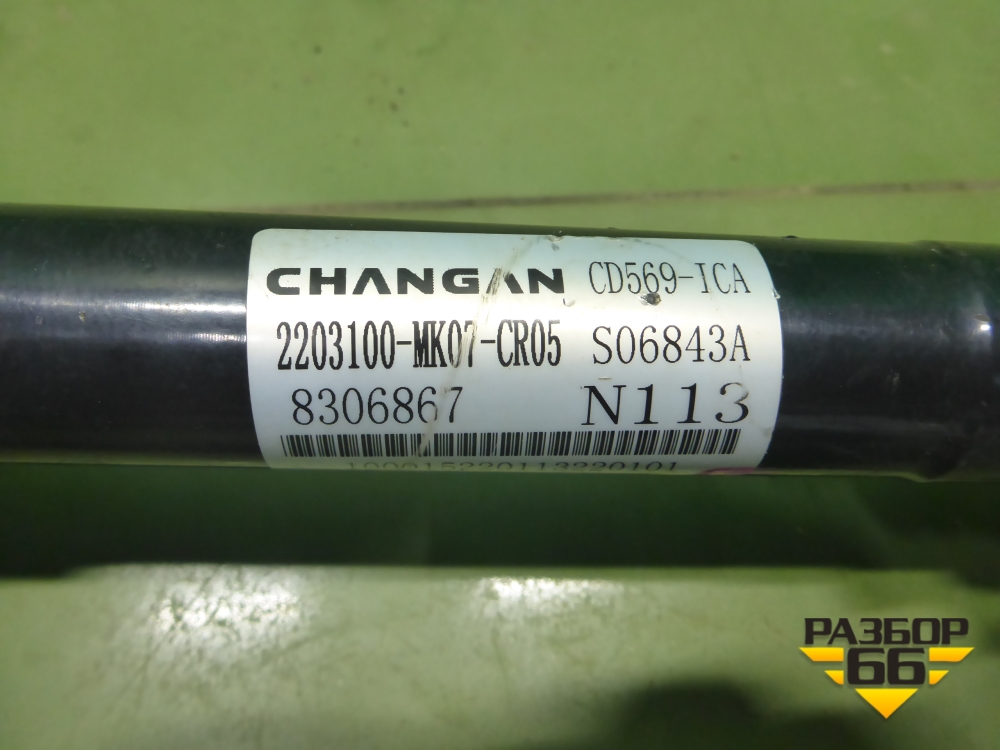 CHANGAN CD569-ICA
2203100-MK07-CR05 S06843A
8306867 N113
РАЗБОР
66